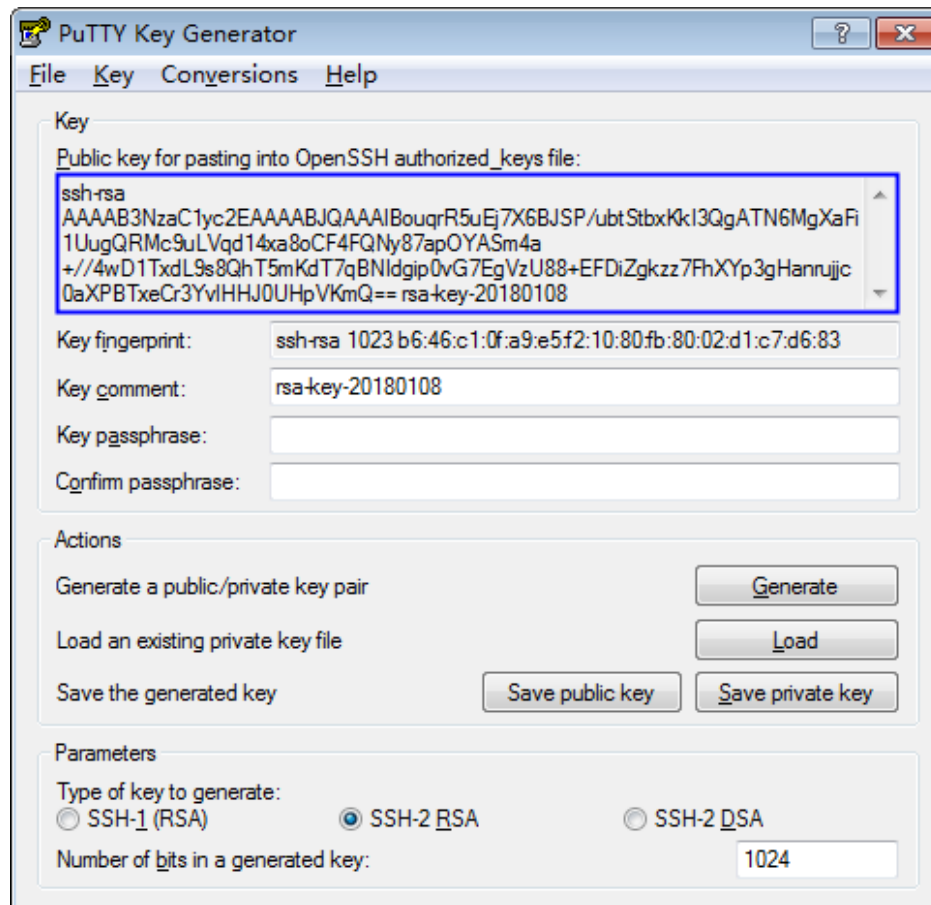 PuTTY Key Generator
File Key Conversions Help
Key
Public key for pasting into OpenSSH authorized_keys file:
ssh-rsa
AAAAB3NzaC1yc2EAAAABJQAAAIBouqrR5uEj7X6BJSP/ubtStbxKkI3QgATN6MgXaFi
1UugQRMc9uLVqd14xa8oCF4FQNy87apOYASm4a
+//4wD1TxdL9s8QhT5mKdT7qBNIdgip0vG7EgVzU88+EFDiZgkzz7FhXYp3gHanrujjc
0aXPBTxeCr3YvIHHJ0UHpVKmQ== rsa-key-20180108
Key fingerprint: ssh-rsa 1023 b6:46:c1:0f:a9:e5:f2:10:80:fb:80:02:d1:c7:d6:83
Key comment: rsa-key-20180108
Key passphrase:
Confirm passphrase:
Actions
Generate a public/private key pair Generate
Load an existing private key file Load
Save the generated key Save public key Save private key
Parameters
Type of key to generate:
SSH-1 (RSA) SSH-2 RSA SSH-2 DSA
Number of bits in a generated key: 1024